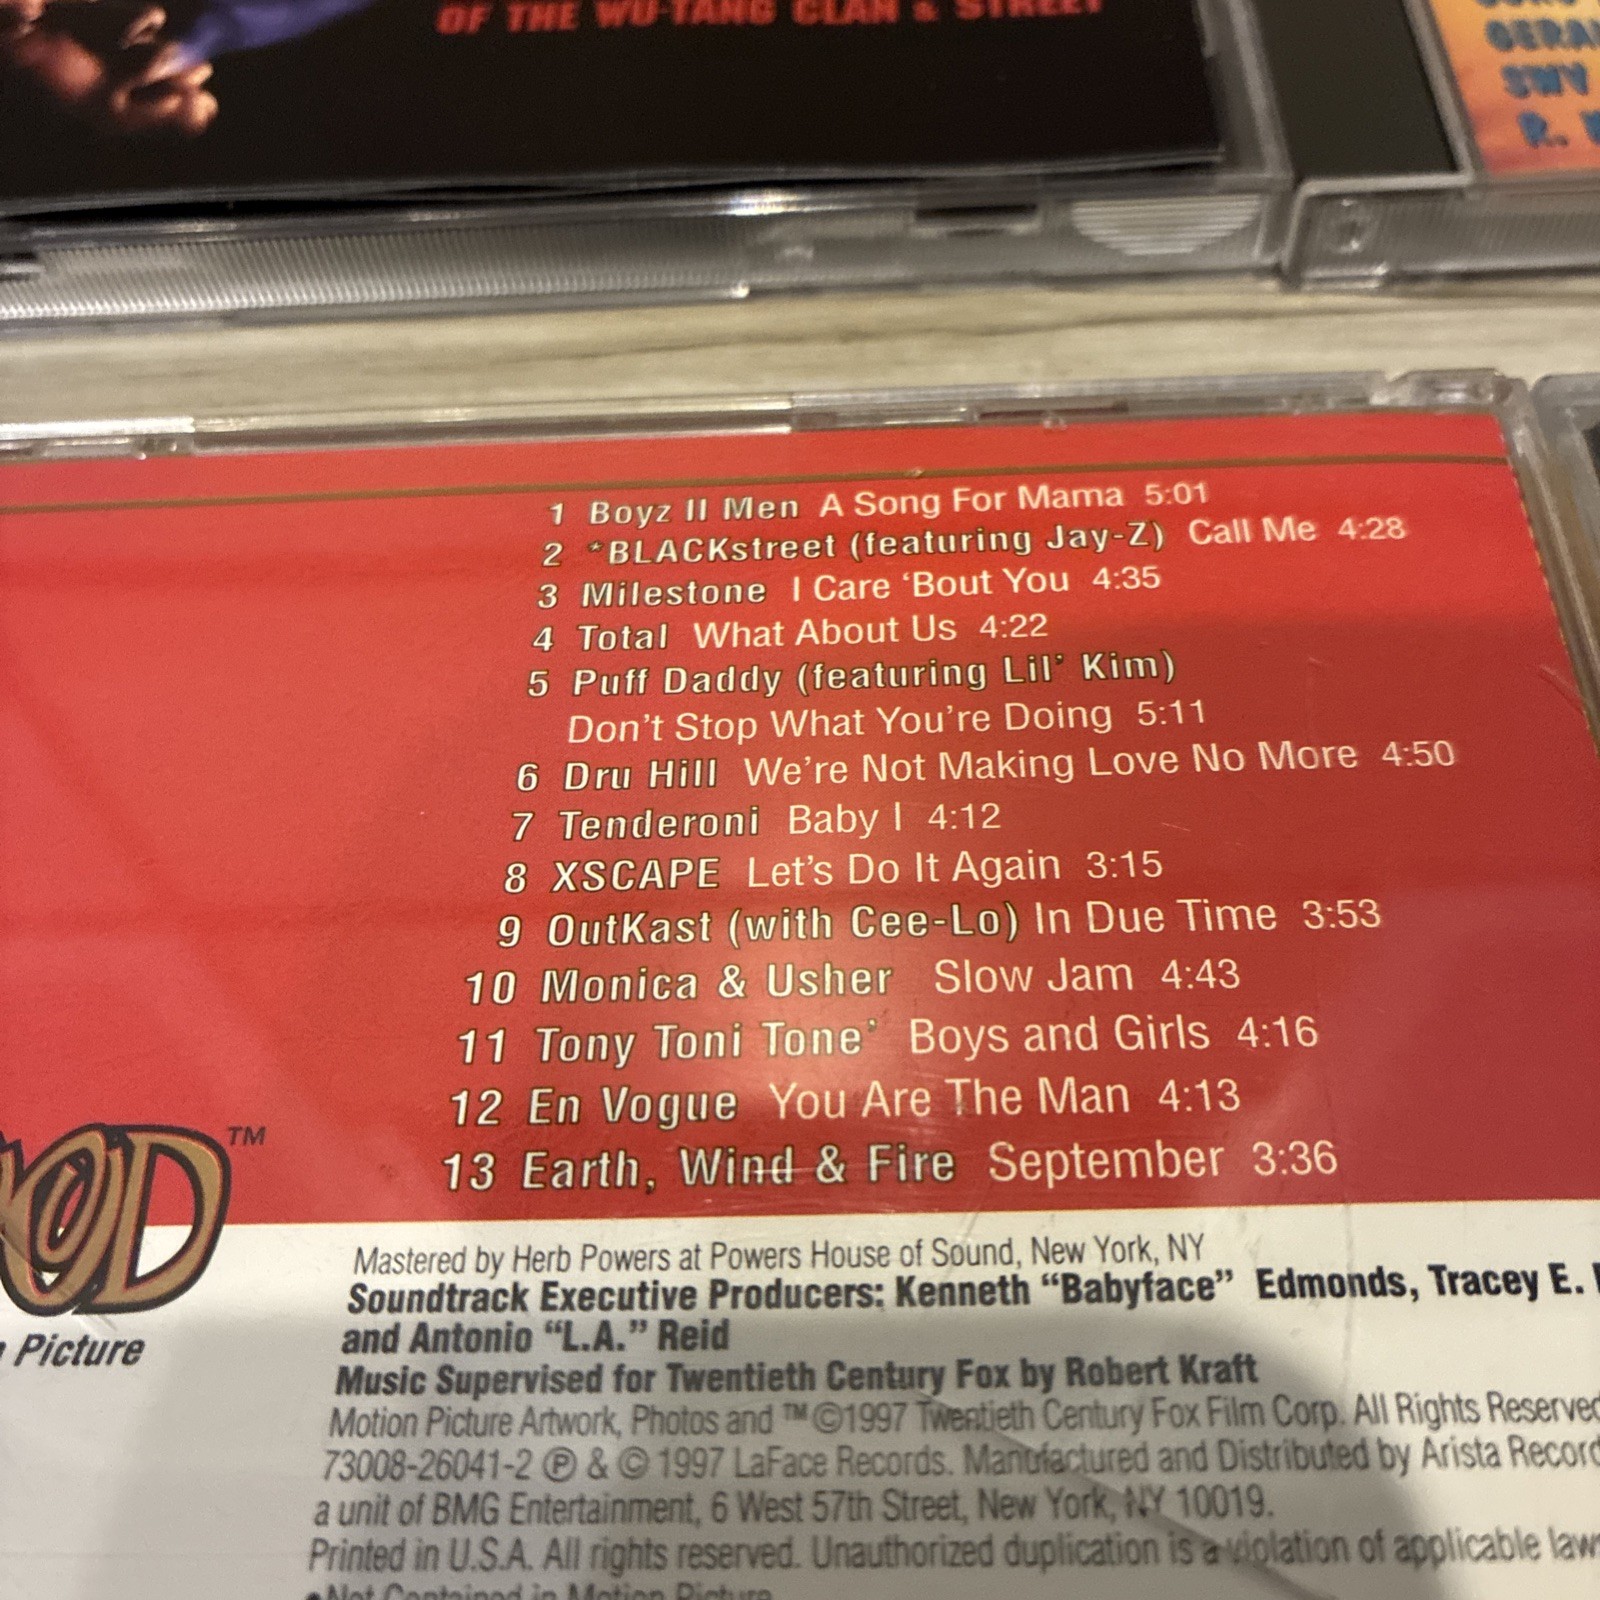 OF THE WU-TANG CLAN & STREET
SWV
R.
1 Boyz II Men A Song For Mama 5:01
2 *BLACKstreet (featuring Jay-Z) Call Me 4:28
3 Milestone I Care ‘Bout You 4:35
4 Total What About Us 4:22
5 Puff Daddy (featuring Lil’ Kim)
Don’t Stop What You’re Doing 5:11
6 Dru Hill We’re Not Making Love No More 4:50
7 Tenderoni Baby I 4:12
8 XSCAPE Let’s Do It Again 3:15
9 OutKast (with Cee-Lo) In Due Time 3:53
10 Monica & Usher Slow Jam 4:43
11 Tony Toni Tone’ Boys and Girls 4:16
12 En Vogue You Are The Man 4:13
13 Earth, Wind & Fire September 3:36
OD™
Picture
Mastered by Herb Powers at Powers House of Sound, New York, NY
Soundtrack Executive Producers: Kenneth “Babyface” Edmonds, Tracey E.
and Antonio “L.A.” Reid
Music Supervised for Twentieth Century Fox by Robert Kraft
Motion Picture Artwork, Photos and ™©1997 Twentieth Century Fox Film Corp. All Rights Reserved
73008-26041-2 ℗ & © 1997 LaFace Records. Manufactured and Distributed by Arista Record
a unit of BMG Entertainment, 6 West 57th Street, New York, NY 10019.
Printed in U.S.A. All rights reserved. Unauthorized duplication is a violation of applicable laws
•Not Contained in Motion Picture